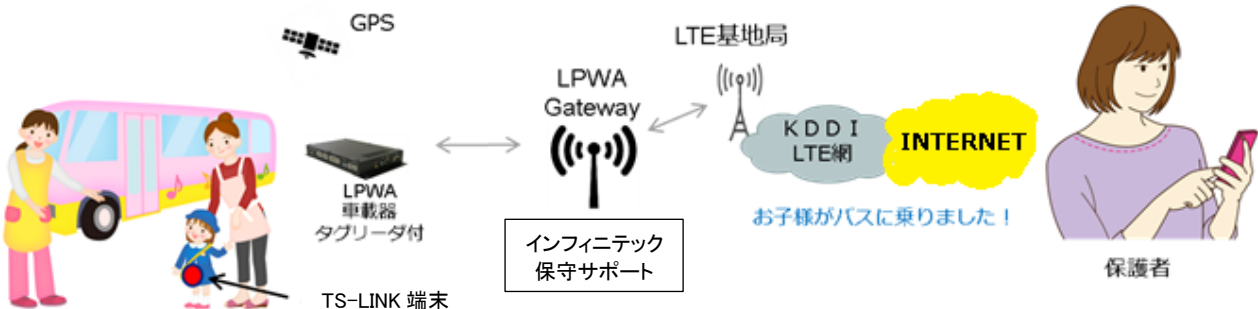 GPS
LPWA
車載器
タグリーダ付
TS-LINK 端末
LPWA
Gateway
インフィニテック
保守サポート
LTE基地局
KDDI
LTE網
INTERNET
お子様がバスに乗りました！
保護者